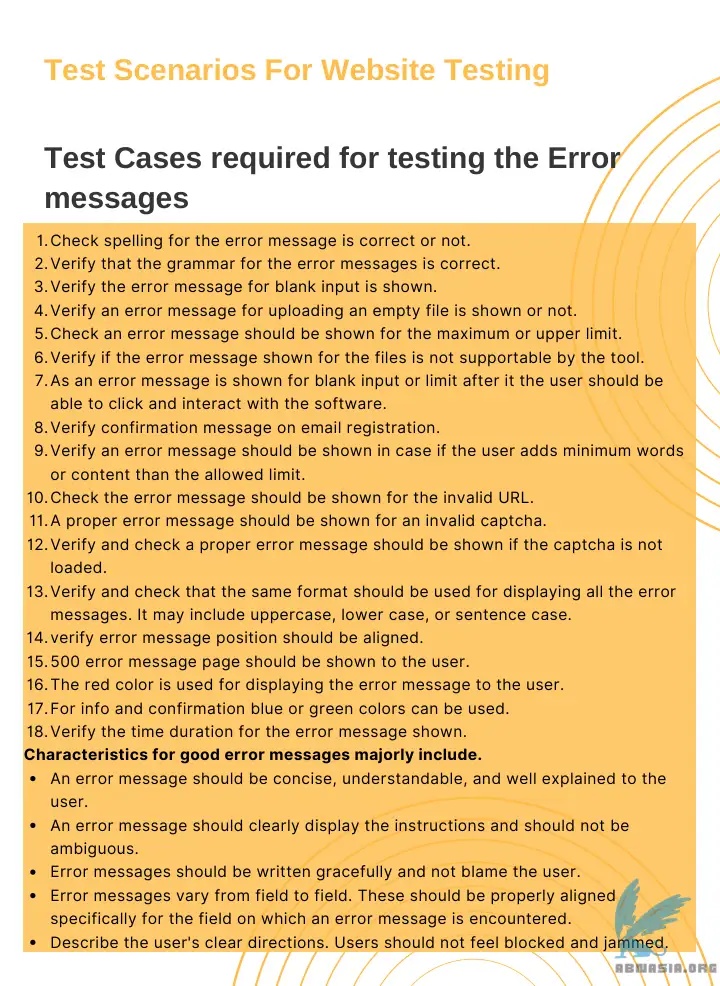 Test Scenarios For Website Testing
Test Cases required for testing the Error
messages
1. Check spelling for the error message is correct or not.
2. Verify that the grammar for the error messages is correct.
3. Verify the error message for blank input is shown.
4. Verify an error message for uploading an empty file is shown or not.
5. Check an error message should be shown for the maximum or upper limit.
6. Verify if the error message shown for the files is not supportable by the tool.
7. As an error message is shown for blank input or limit after it the user should be
able to click and interact with the software.
8. Verify confirmation message on email registration.
9. Verify an error message should be shown in case if the user adds minimum words
or content than the allowed limit.
10. Check the error message should be shown for the invalid URL.
11. A proper error message should be shown for an invalid captcha.
12. Verify and check a proper error message should be shown if the captcha is not
loaded.
13. Verify and check that the same format should be used for displaying all the error
messages. It may include uppercase, lower case, or sentence case.
14. verify error message position should be aligned.
15. 500 error message page should be shown to the user.
16. The red color is used for displaying the error message to the user.
17. For info and confirmation blue or green colors can be used.
18. Verify the time duration for the error message shown.
Characteristics for good error messages majorly include.
• An error message should be concise, understandable, and well explained to the
user.
• An error message should clearly display the instructions and should not be
ambiguous.
• Error messages should be written gracefully and not blame the user.
• Error messages vary from field to field. These should be properly aligned
specifically for the field on which an error message is encountered.
• Describe the user's clear directions. Users should not feel blocked and jammed.
ABWASIA.ORG